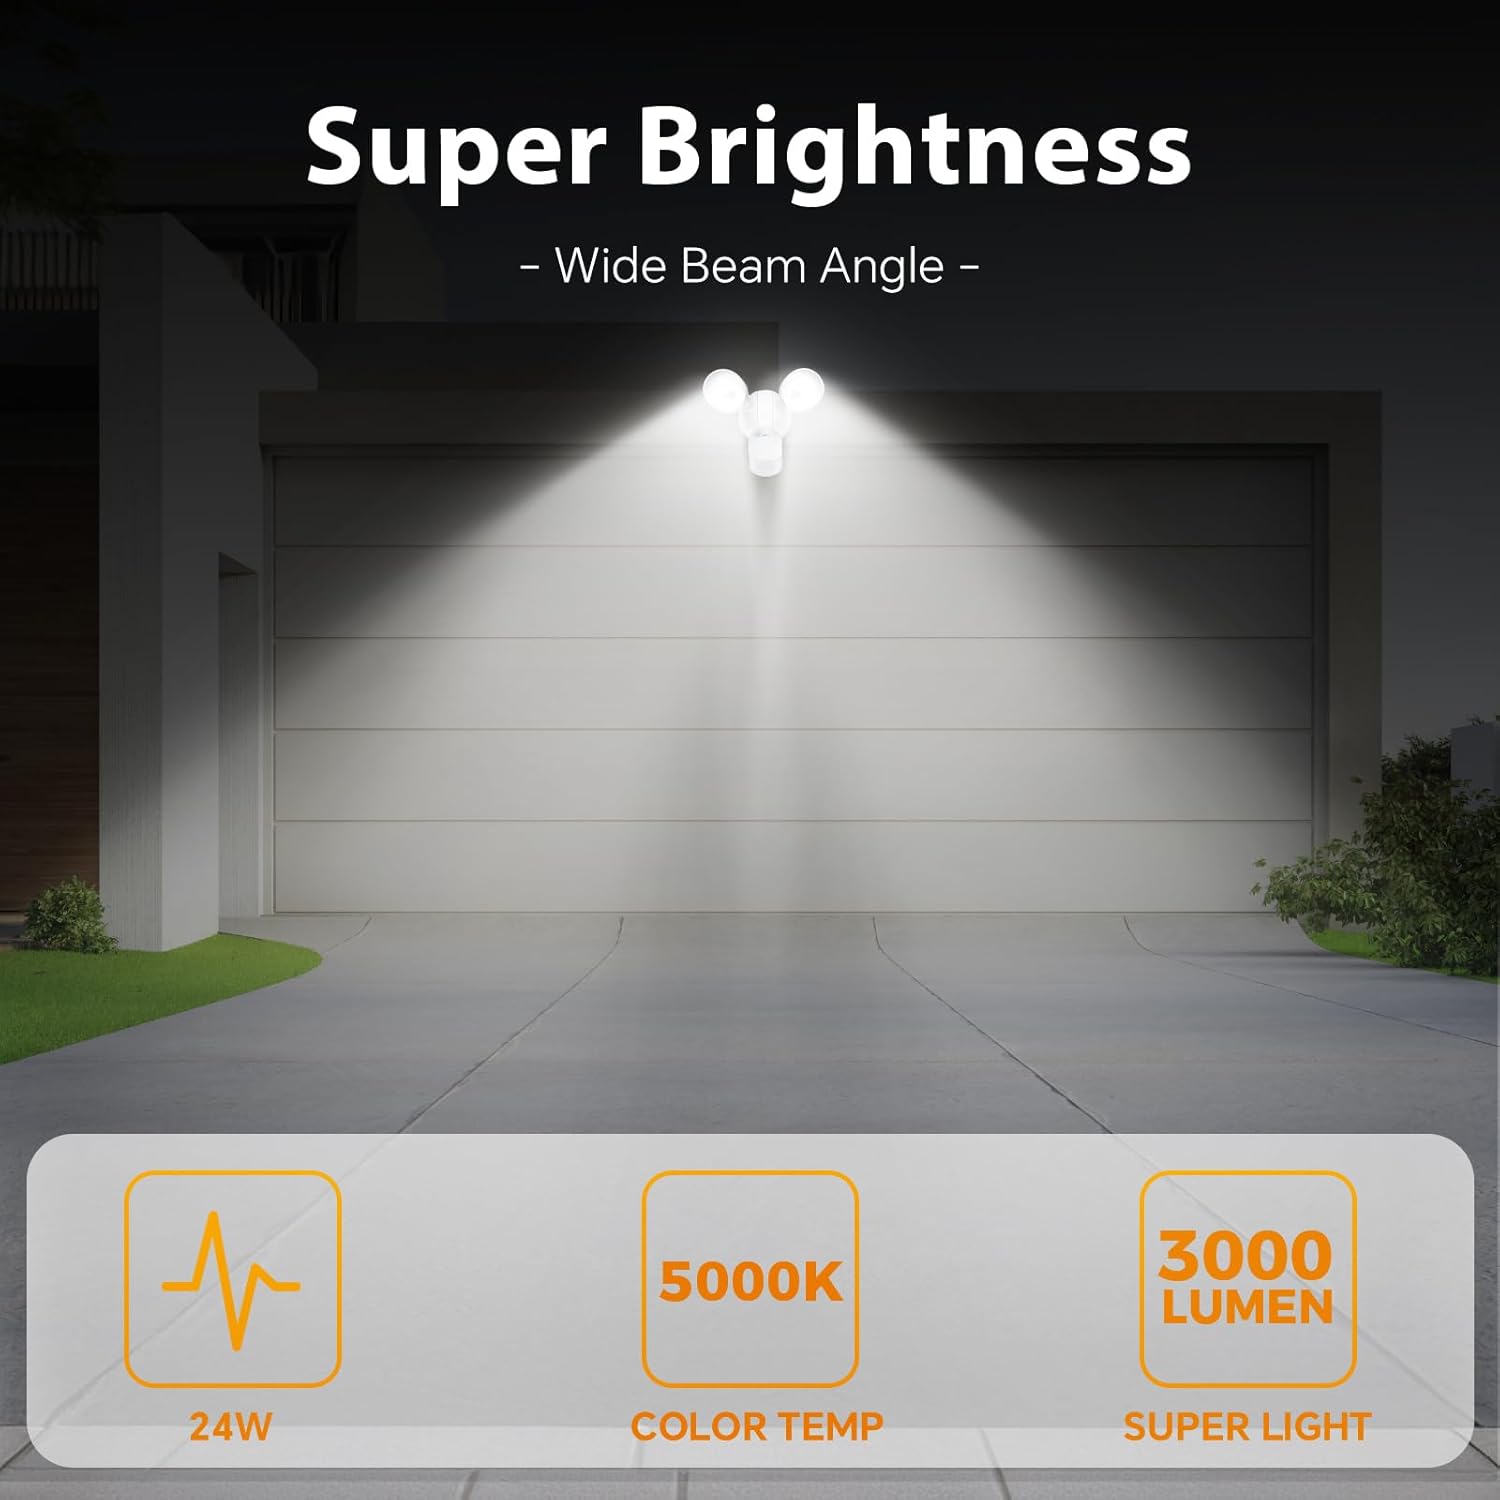 Super Brightness
- Wide Beam Angle -
5000K
3000
LUMEN
24W
COLOR TEMP
SUPER LIGHT